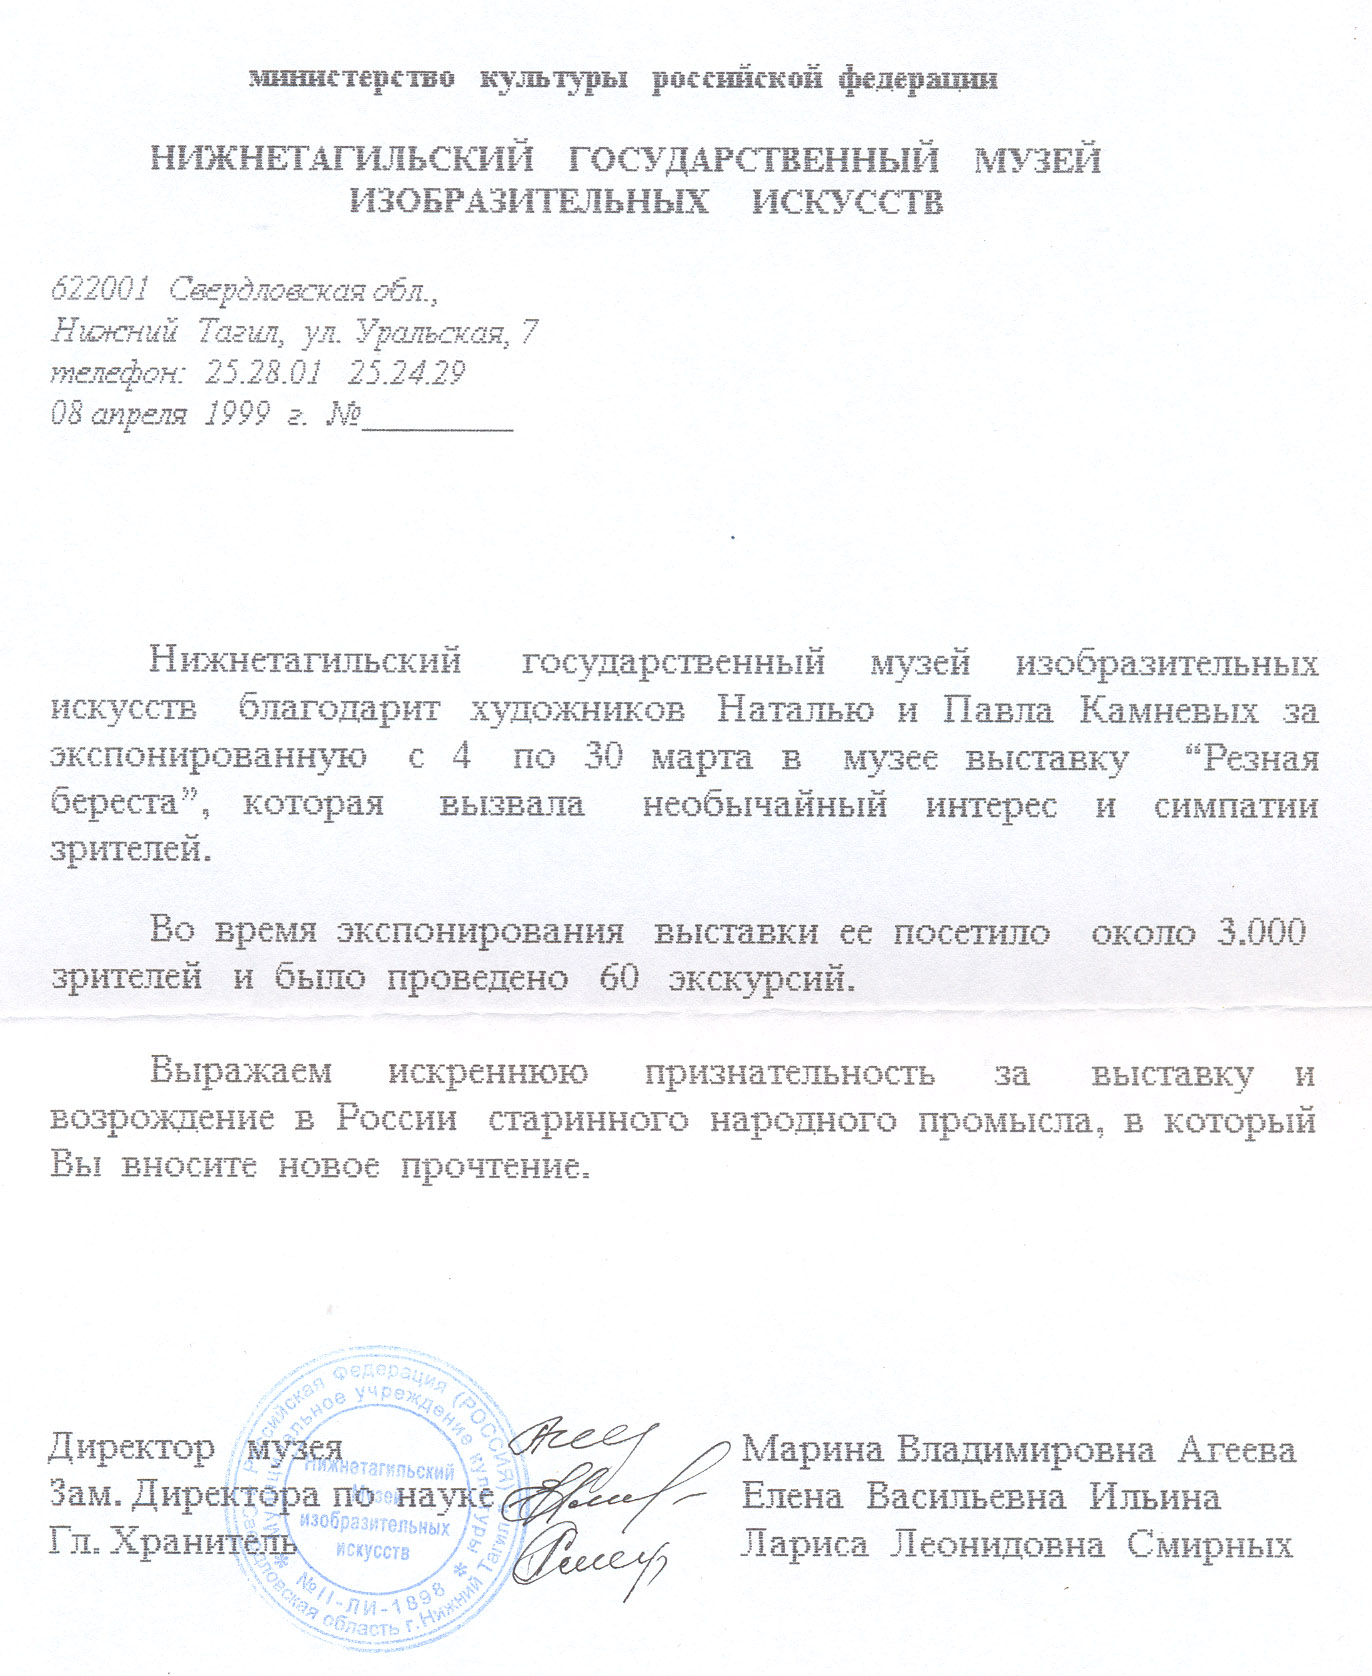 министерство культуры российской федерации
НИЖНЕТАГИЛЬСКИЙ ГОСУДАРСТВЕННЫЙ МУЗЕЙ
ИЗОБРАЗИТЕЛЬНЫХ ИСКУССТВ
622001 Свердловская обл.,
Нижний Тагил, ул. Уральская, 7
телефон: 25.28.01 25.24.29
08 апреля 1999 г. №_________
Нижнетагильский государственный музей изобразительных
искусств благодарит художников Наталью и Павла Камневых за
экспонированную с 4 по 30 марта в музее выставку “Резная
береста”, которая вызвала необычайный интерес и симпатии
зрителей.
Во время экспонирования выставки ее посетило около 3.000
зрителей и было проведено 60 экскурсий.
Выражаем искреннюю признательность за выставку и
возрождение в России старинного народного промысла, в который
Вы вносите новое прочтение.
Директор музея Марина Владимировна Агеева
Зам. Директора по науке Елена Васильевна Ильина
Гл. Хранитель Лариса Леонидовна Смирных
Российская Федерация (РОССИЯ)
Свердловская область г. Нижний Тагил
Муниципальное учреждение культуры
* №11-ЛИ-1898 *
Нижнетагильский
Музей
изобразительных
искусств